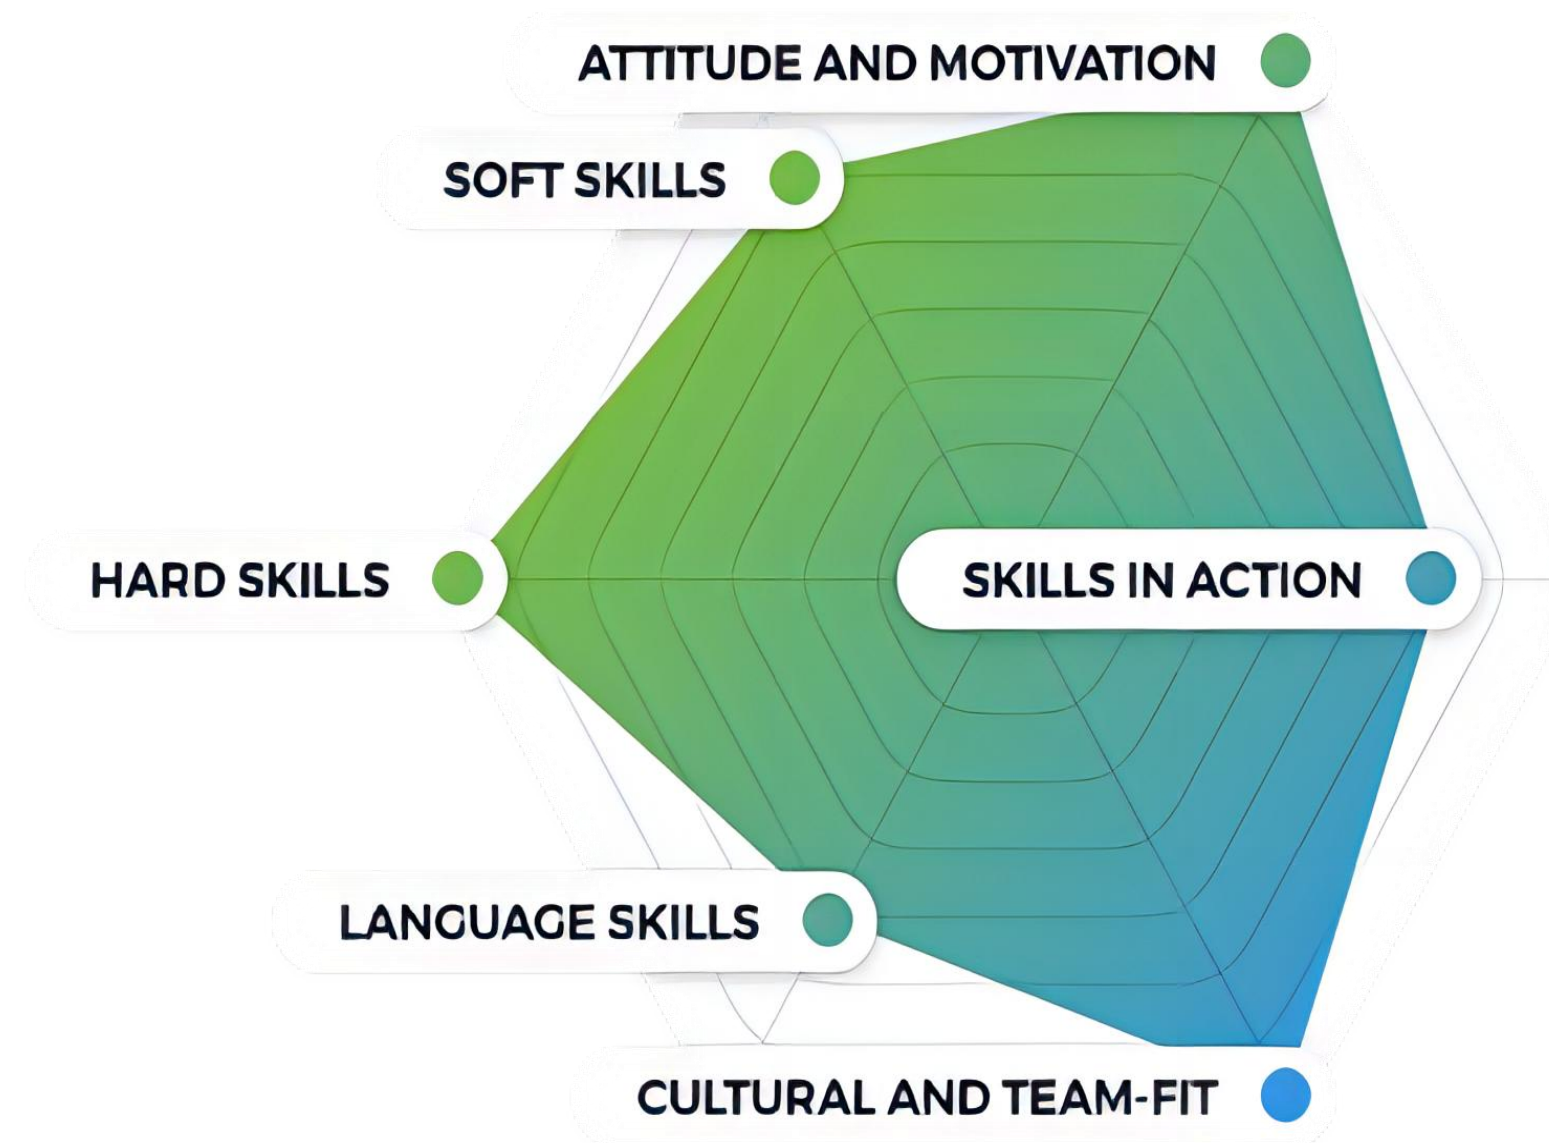 ATTITUDE AND MOTIVATION
SOFT SKILLS
HARD SKILLS
SKILLS IN ACTION
LANGUAGE SKILLS
CULTURAL AND TEAM-FIT